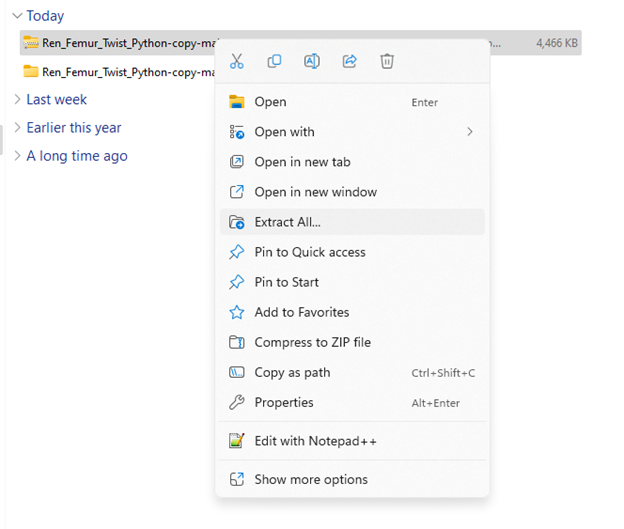 Today
Ren_Femur_Twist_Python-copy-ma
4,466 KB
Ren_Femur_Twist_Python-copy-ma
Last week
Earlier this year
A long time ago
Open Enter
Open with
Open in new tab
Open in new window
Extract All...
Pin to Quick access
Pin to Start
Add to Favorites
Compress to ZIP file
Copy as path Ctrl+Shift+C
Properties Alt+Enter
Edit with Notepad++
Show more options